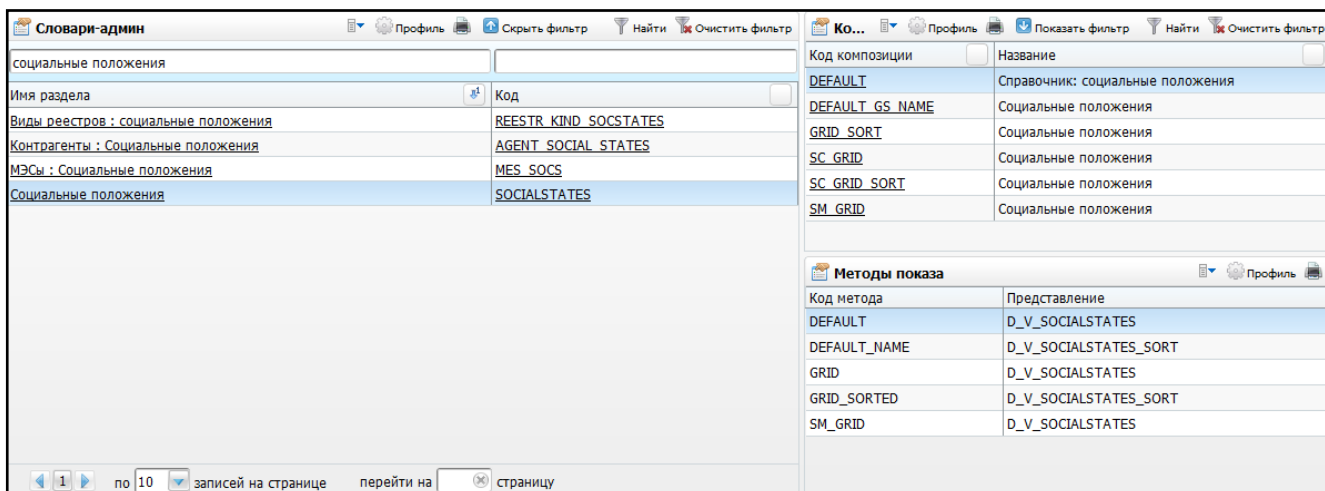 Словари-админ Профиль Скрыть фильтр Найти Очистить фильтр
социальные положения
Имя раздела Код
Виды реестров : социальные положения REESTR_KIND_SOCSTATES
Контрагенты : Социальные положения AGENT_SOCIAL_STATES
МЭСы : Социальные положения MES_SOCS
Социальные положения SOCIALSTATES
1 по 10 записей на странице перейти на страницу
Ко... Профиль Показать фильтр Найти Очистить фильтр
Код композиции Название
DEFAULT Справочник: социальные положения
DEFAULT_GS_NAME Социальные положения
GRID_SORT Социальные положения
SC_GRID Социальные положения
SC_GRID_SORT Социальные положения
SM_GRID Социальные положения
Методы показа Профиль
Код метода Представление
DEFAULT D_V_SOCIALSTATES
DEFAULT_NAME D_V_SOCIALSTATES_SORT
GRID D_V_SOCIALSTATES
GRID_SORTED D_V_SOCIALSTATES_SORT
SM_GRID D_V_SOCIALSTATES